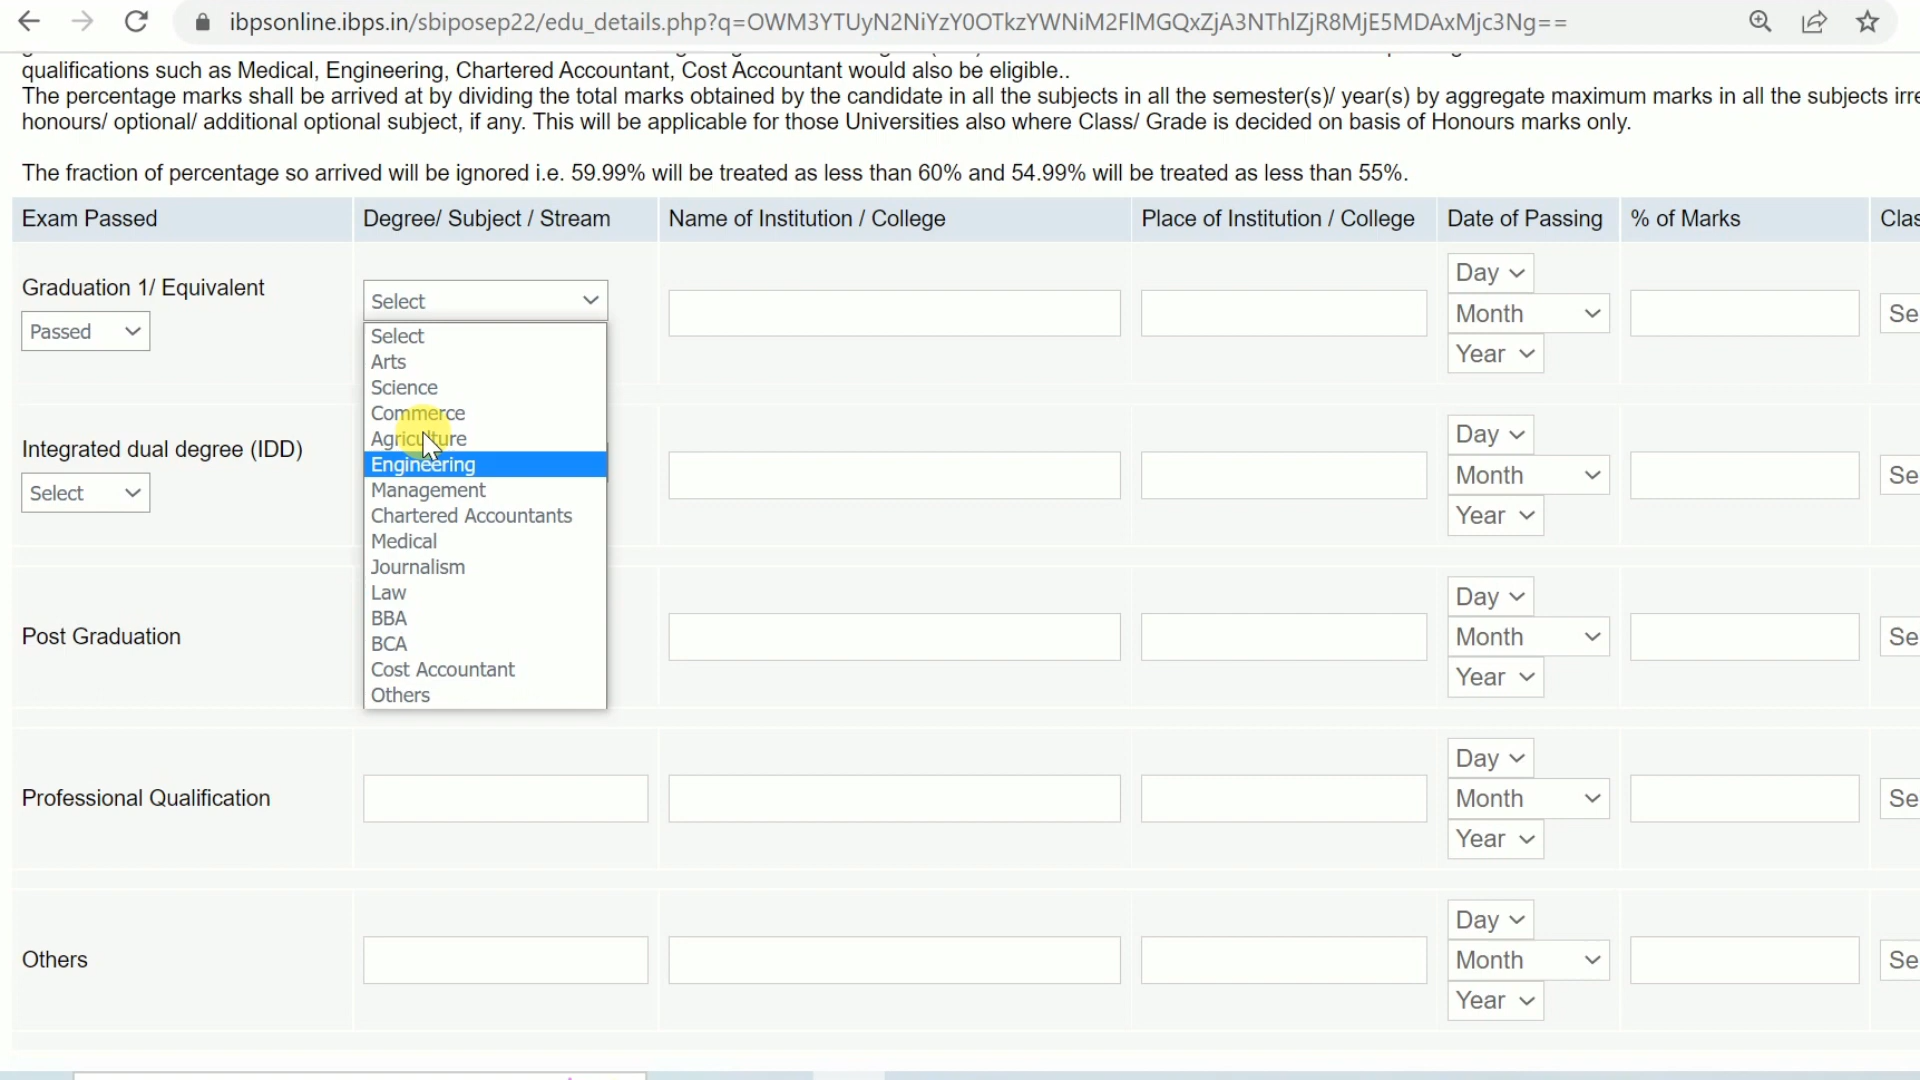 ibpsonline.ibps.in/sbiposep22/edu_details.php?q=OWM3YTUyN2NiYzY0OTkzYWNiM2FlMGQxZjA3NThlZjR8MjE5MDAxMjc3Ng==
qualifications such as Medical, Engineering, Chartered Accountant, Cost Accountant would also be eligible..
The percentage marks shall be arrived at by dividing the total marks obtained by the candidate in all the subjects in all the semester(s)/ year(s) by aggregate maximum marks in all the subjects irre
honours/ optional/ additional optional subject, if any. This will be applicable for those Universities also where Class/ Grade is decided on basis of Honours marks only.
The fraction of percentage so arrived will be ignored i.e. 59.99% will be treated as less than 60% and 54.99% will be treated as less than 55%.
Exam Passed Degree/ Subject / Stream Name of Institution / College Place of Institution / College Date of Passing % of Marks Clas
Graduation 1/ Equivalent
Passed
Select
Select
Arts
Science
Commerce
Agriculture
Engineering
Management
Chartered Accountants
Medical
Journalism
Law
BBA
BCA
Cost Accountant
Others
Day
Month
Year
Se
Integrated dual degree (IDD)
Select
Day
Month
Year
Se
Post Graduation
Day
Month
Year
Se
Professional Qualification
Day
Month
Year
Se
Others
Day
Month
Year
Se